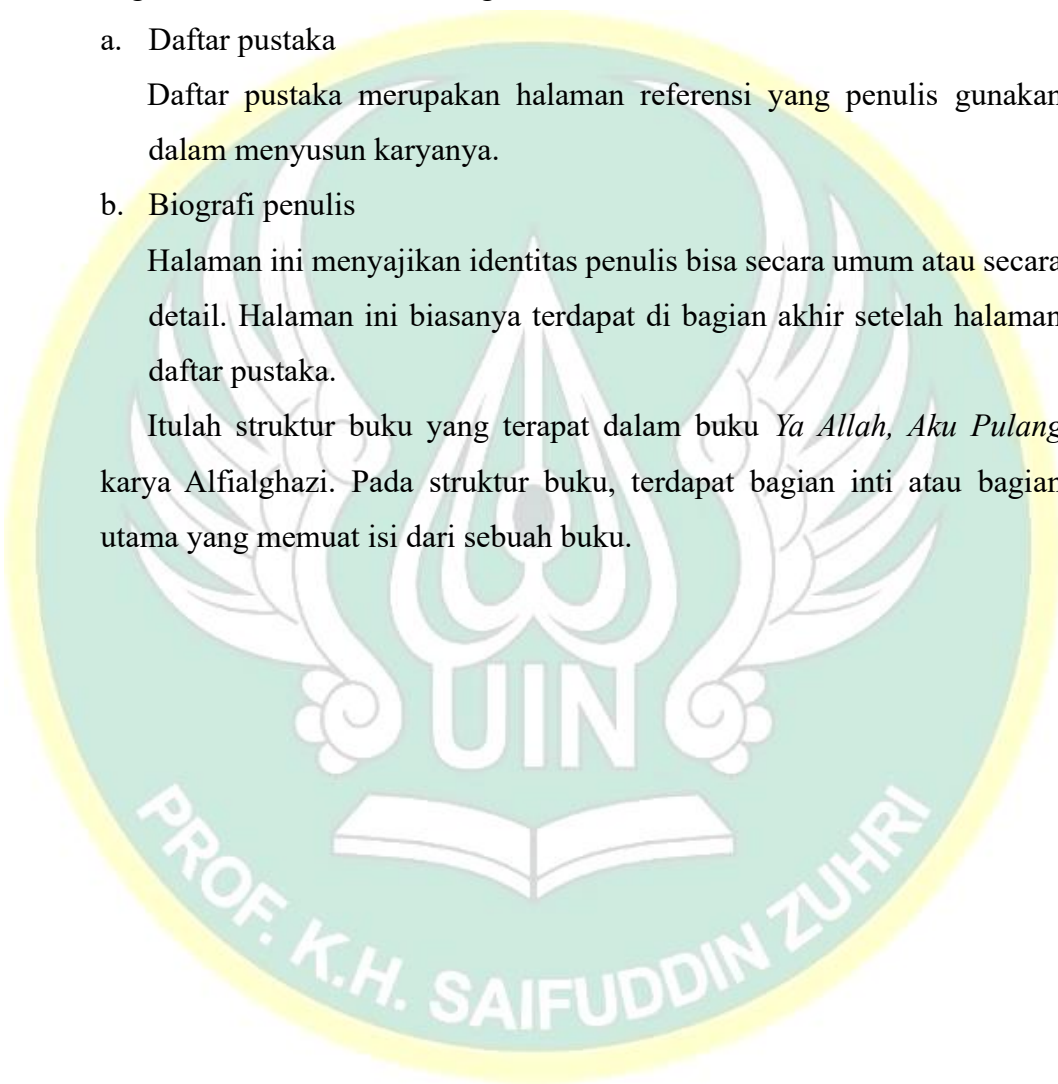 a. Daftar pustaka
Daftar pustaka merupakan halaman referensi yang penulis gunakan
dalam menyusun karyanya.
b. Biografi penulis
Halaman ini menyajikan identitas penulis bisa secara umum atau secara
detail. Halaman ini biasanya terdapat di bagian akhir setelah halaman
daftar pustaka.
Itulah struktur buku yang terapat dalam buku Ya Allah, Aku Pulang
karya Alfialghazi. Pada struktur buku, terdapat bagian inti atau bagian
utama yang memuat isi dari sebuah buku.
UIN
PROF. K.H. SAIFUDDIN ZUHRI